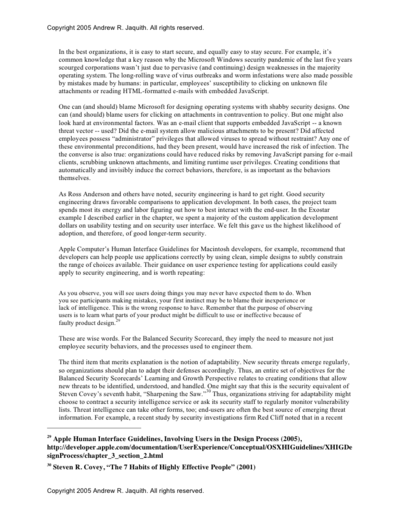 Copyright 2005 Andrew R. Jaquith. All rights reserved.
In the best organizations, it is easy to start secure, and equally easy to stay secure. For example, it's
common knowledge that a key reason why the Microsoft Windows security pandemic of the last five years
scourged corporations wasn't just due to pervasive (and continuing) design weaknesses in the majority
operating system. The long-rolling wave of virus outbreaks and worm infestations were also made possible
by mistakes made by humans: in particular, employees' susceptibility to clicking on unknown file
attachments or reading HTML-formatted e-mails with embedded JavaScript.
One can (and should) blame Microsoft for designing operating systems with shabby security designs. One
can (and should) blame users for clicking on attachments in contravention to policy. But one might also
look hard at environmental factors. Was an e-mail client that supports embedded JavaScript -- a known
threat vector -- used? Did the e-mail system allow malicious attachments to be present? Did affected
employees possess "administrator" privileges that allowed viruses to spread without restraint? Any one of
these environmental preconditions, had they been present, would have increased the risk of infection. The
the converse is also true: organizations could have reduced risks by removing JavaScript parsing for e-mail
clients, scrubbing unknown attachments, and limiting runtime user privileges. Creating conditions that
automatically and invisibly induce the correct behaviors, therefore, is as important as the behaviors
themselves.
As Ross Anderson and others have noted, security engineering is hard to get right. Good security
engineering draws favorable comparisons to application development. In both cases, the project team
spends most its energy and labor figuring out how to best interact with the end-user. In the Exostar
example I described earlier in the chapter, we spent a majority of the custom application development
dollars on usability testing and on security user interface. We felt this gave us the highest likelihood of
adoption, and therefore, of good longer-term security.
Apple Computer's Human Interface Guidelines for Macintosh developers, for example, recommend that
developers can help people use applications correctly by using clean, simple designs to subtly constrain
the range of choices available. Their guidance on user experience testing for applications could easily
apply to security engineering, and is worth repeating:
As you observe, you will see users doing things you may never have expected them to do. When
you see participants making mistakes, your first instinct may be to blame their inexperience or
lack of intelligence. This is the wrong response to have. Remember that the purpose of observing
users is to learn what parts of your product might be difficult to use or ineffective because of
faulty product design.29
These are wise words. For the Balanced Security Scorecard, they imply the need to measure not just
employee security behaviors, and the processes used to engineer them.
The third item that merits explanation is the notion of adaptability. New security threats emerge regularly,
so organizations should plan to adapt their defenses accordingly. Thus, an entire set of objectives for the
Balanced Security Scorecards' Learning and Growth Perspective relates to creating conditions that allow
new threats to be identified, understood, and handled. One might say that this is the security equivalent of
Steven Covey's seventh habit, "Sharpening the Saw."30 Thus, organizations striving for adaptability might
choose to contract a security intelligence service or ask its security staff to regularly monitor vulnerability
lists. Threat intelligence can take other forms, too; end-users are often the best source of emerging threat
information. For example, a recent study by security investigations firm Red Cliff noted that in a recent
29 Apple Human Interface Guidelines, Involving Users in the Design Process (2005),
http://developer.apple.com/documentation/UserExperience/Conceptual/OSXHIGuidelines/XHIGDe
signProcess/chapter_3_section_2.html
30 Steven R. Covey, "The 7 Habits of Highly Effective People" (2001)
Copyright 2005 Andrew R. Jaquith. All rights reserved.